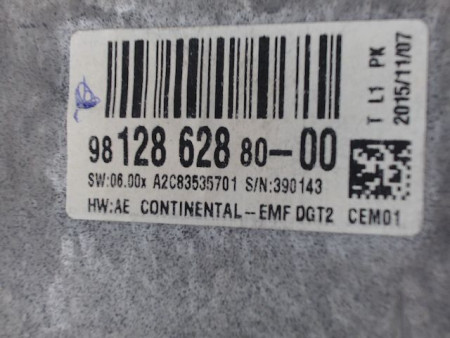 98 128 628 80-00
SW:06.00x A2C83535701 S/N:390143
HW:AE CONTINENTAL-EMF DGT2 CEM01
T L1 PK
2015/11/07